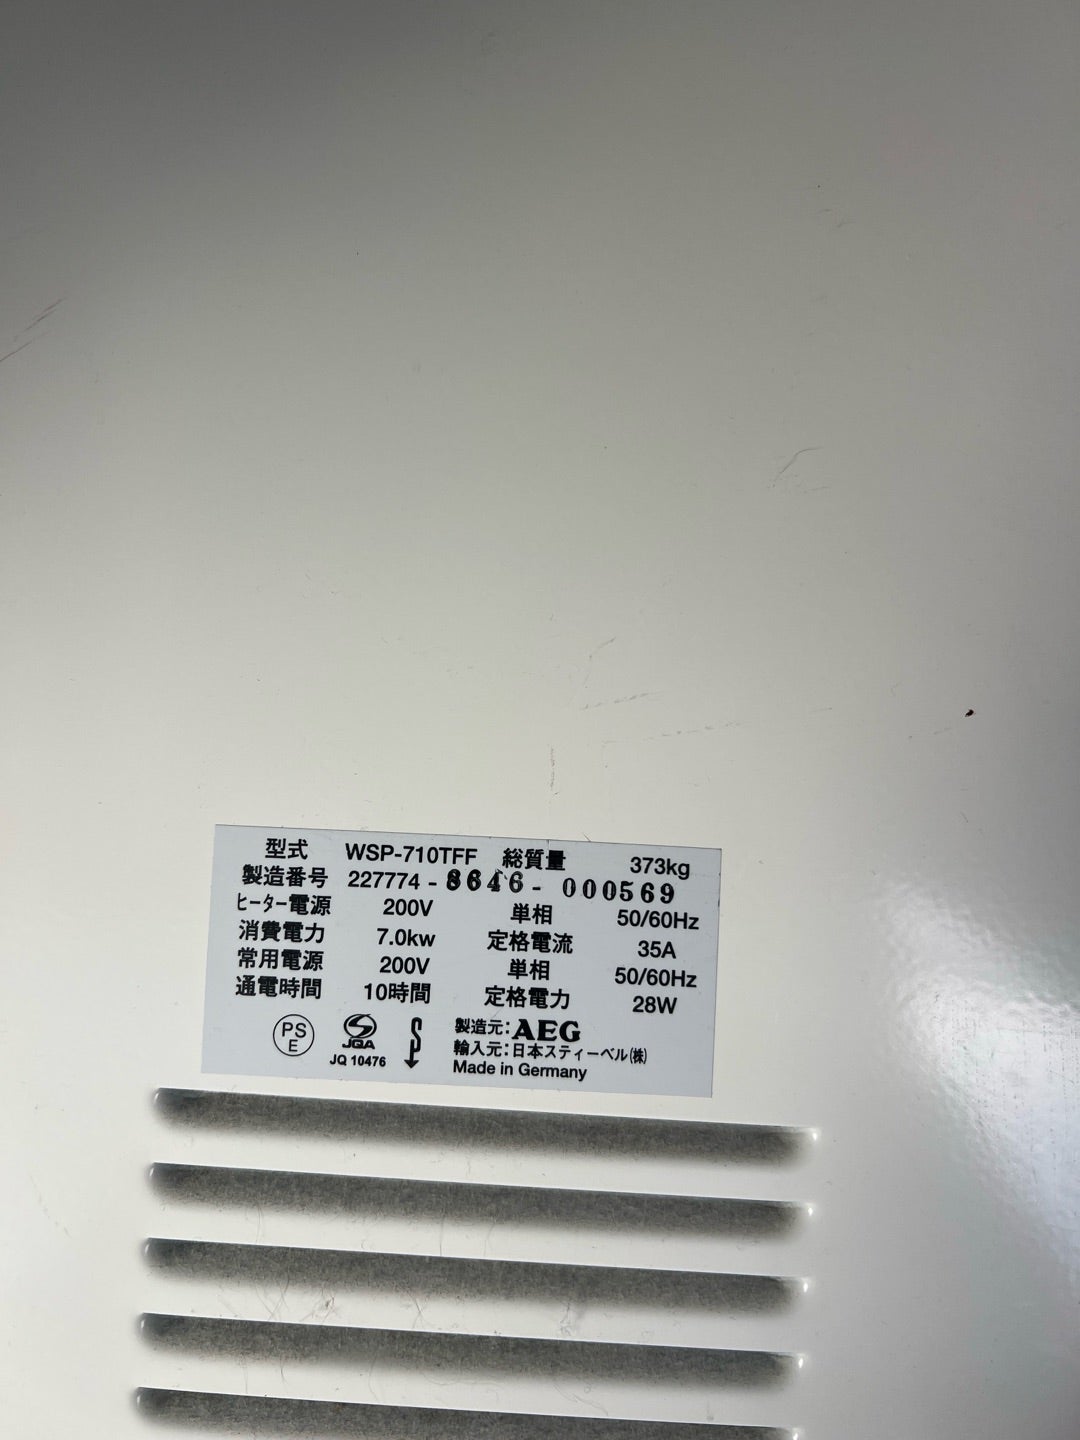 型式 WSP-710TFF 総質量 373kg
製造番号 227774-8646-000569
ヒーター電源 200V 単相 50/60Hz
消費電力 7.0kw 定格電流 35A
常用電源 200V 単相 50/60Hz
通電時間 10時間 定格電力 28W
PS
E
JQA
JQ 10476
製造元:AEG
輸入元:日本スティーベル(株)
Made in Germany